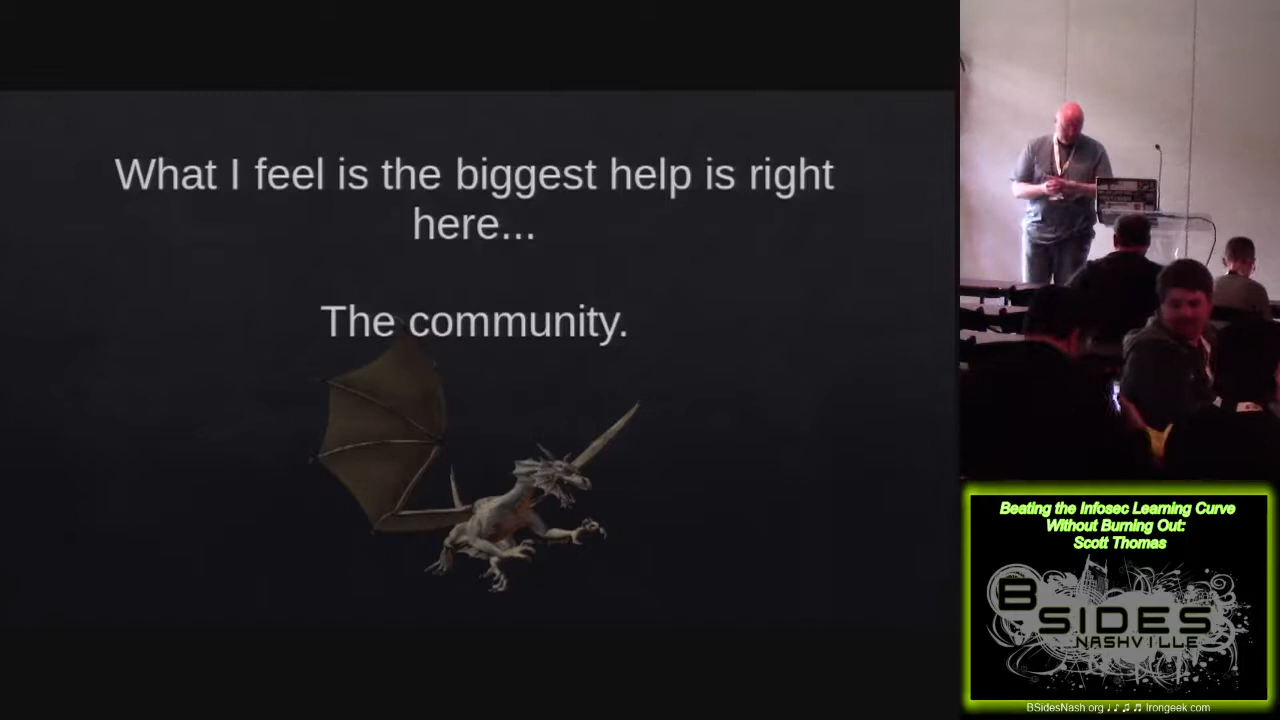 What I feel is the biggest help is right
here...
The community.
Beating the Infosec Learning Curve
Without Burning Out:
Scott Thomas
BSIDES
NASHVILLE
BSidesNash.org ♩♪♫♬ Irongeek.com